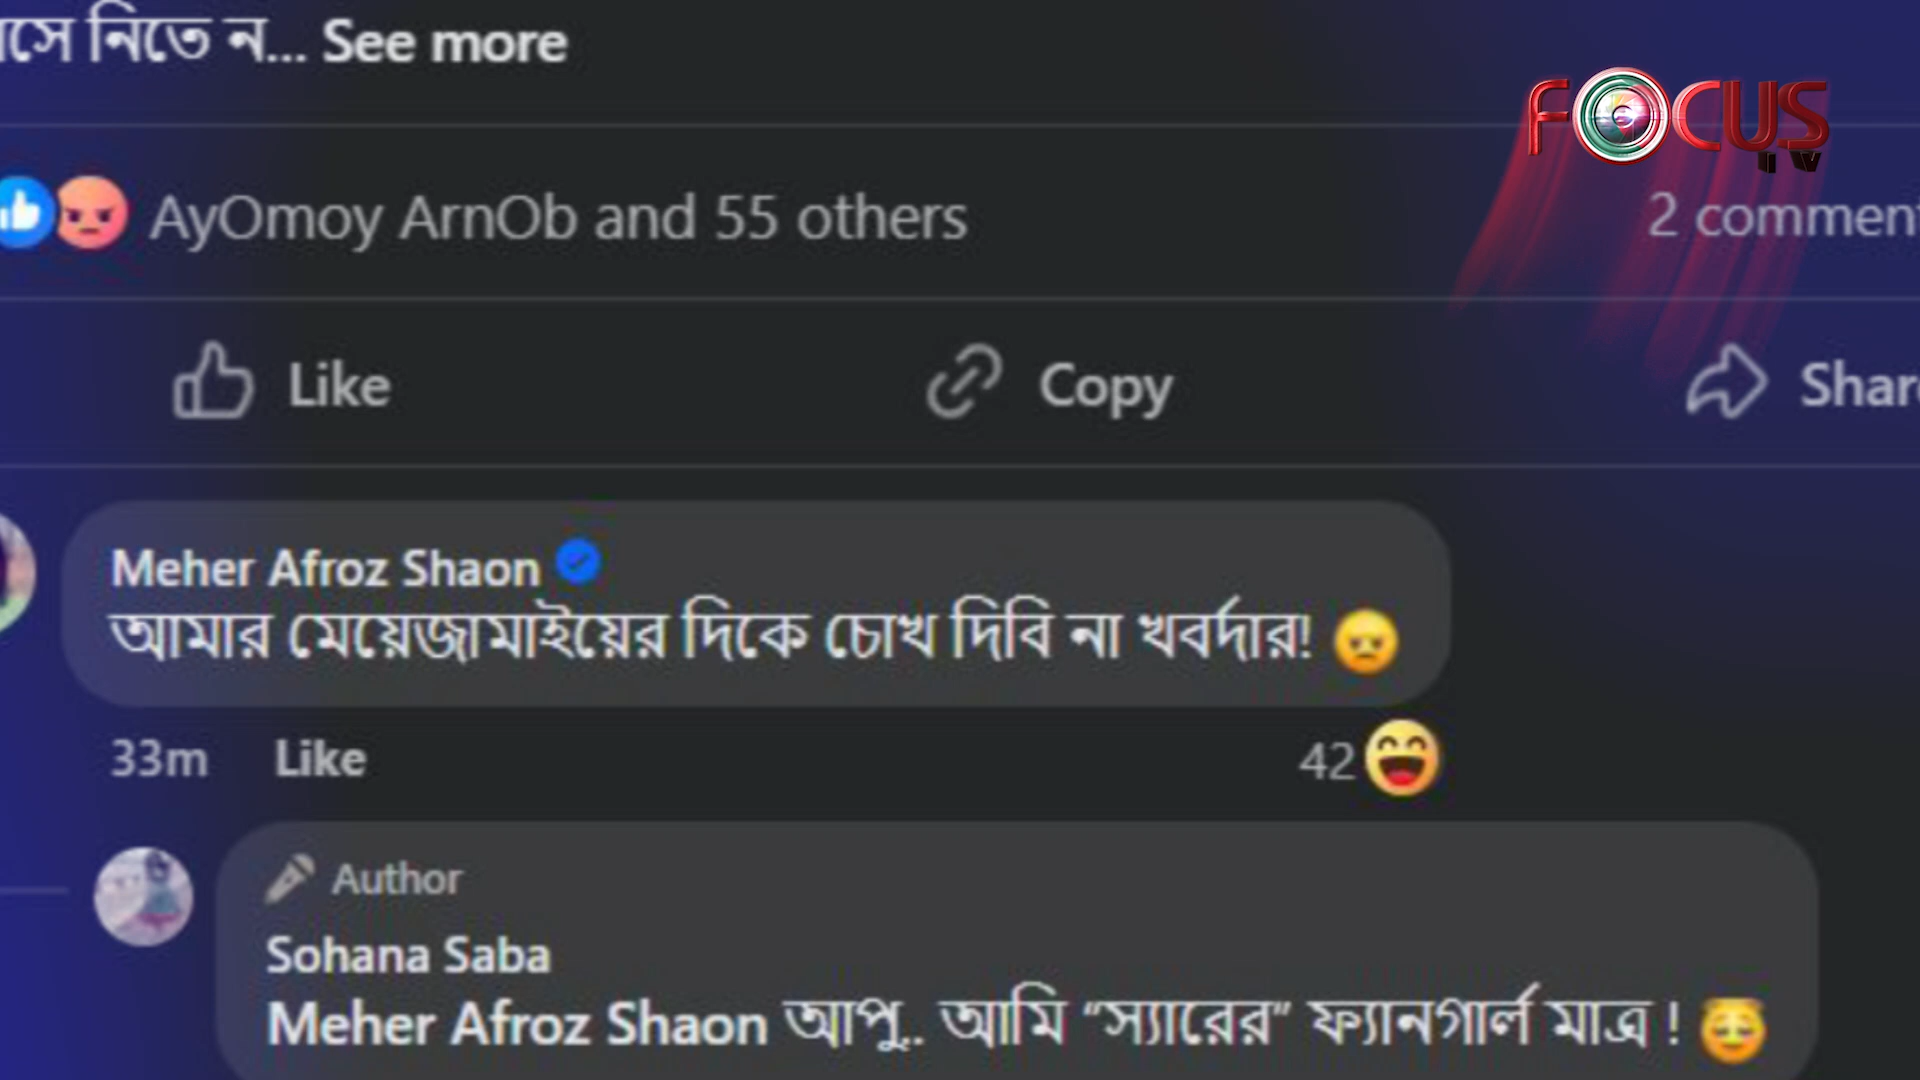 নিতে ন... See more
FOCUS
TV
AyOmoy ArnOb and 55 others
2 commen
Like
Copy
Shar
Meher Afroz Shaon
আমার মেয়েজামাইয়ের দিকে চোখ দিবি না খবর্দার! 😠
33m Like
42 😄
Author
Sohana Saba
Meher Afroz Shaon আপু.. আমি “স্যারের” ফ্যানগার্ল মাত্র ! 😇